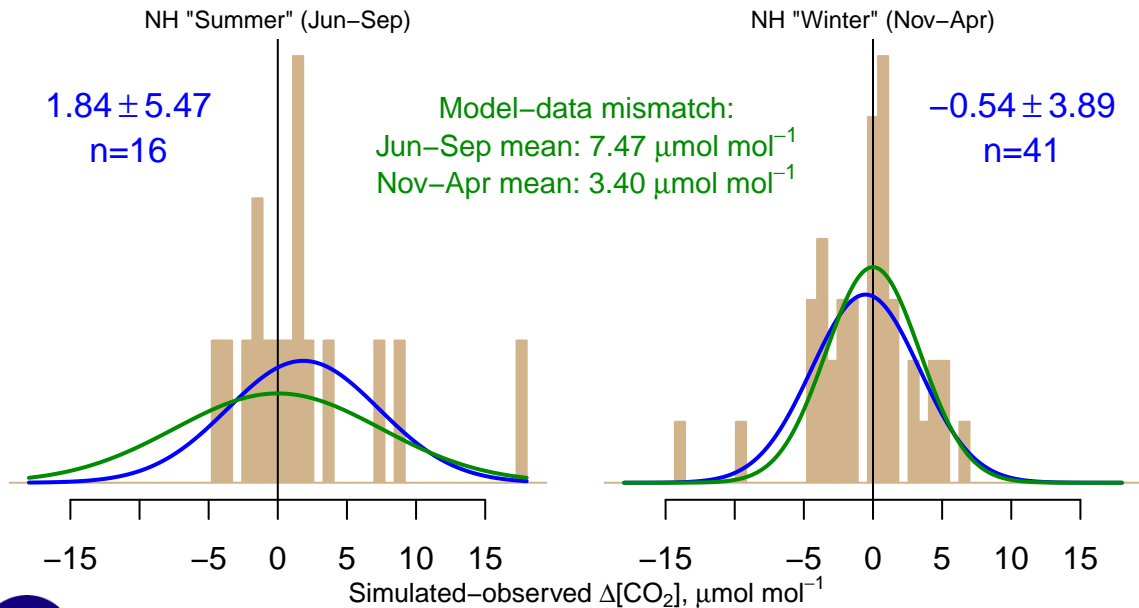 NH "Summer" (Jun−Sep)
NH "Winter" (Nov−Apr)
1.84 ± 5.47
n=16
Model−data mismatch:
Jun−Sep mean: 7.47 μmol mol⁻¹
Nov−Apr mean: 3.40 μmol mol⁻¹
−0.54 ± 3.89
n=41
−15 −5 0 5 10 15
−15 −5 0 5 10 15
Simulated−observed Δ[CO₂], μmol mol⁻¹